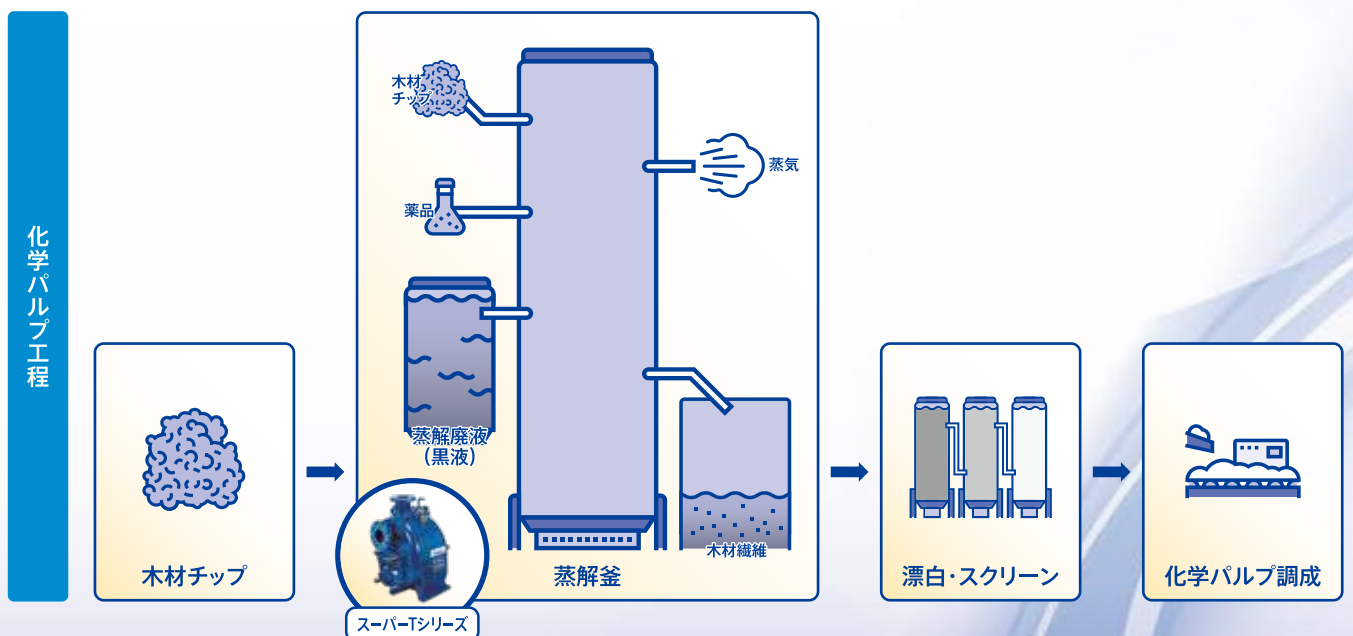 化学パルプ工程
木材チップ
木材
チップ
薬品
蒸解廃液
(黒液)
蒸気
木材繊維
蒸解釜
スーパーTシリーズ
漂白・スクリーン
化学パルプ調成